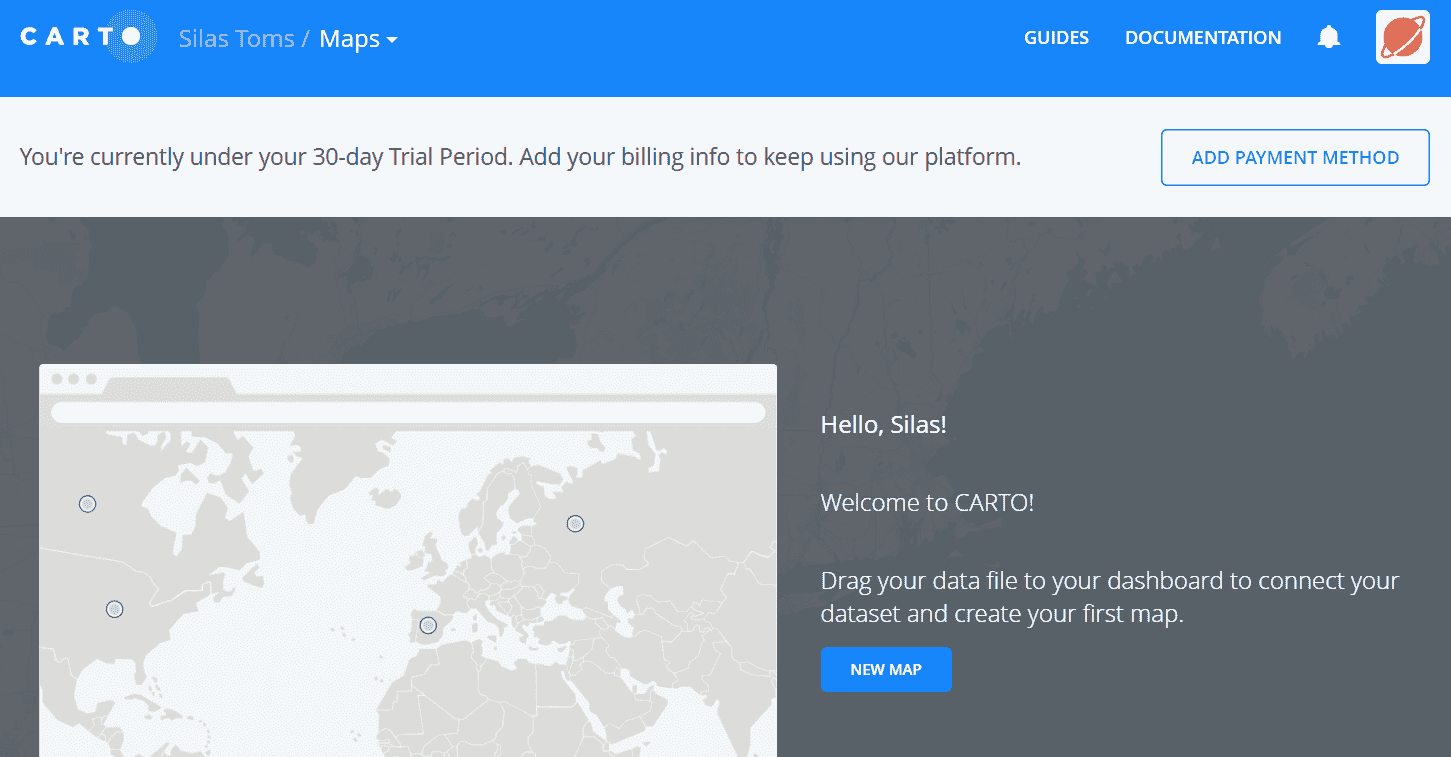 CARTO Silas Toms / Maps GUIDES DOCUMENTATION
You're currently under your 30-day Trial Period. Add your billing info to keep using our platform. ADD PAYMENT METHOD
Hello, Silas!
Welcome to CARTO!
Drag your data file to your dashboard to connect your
dataset and create your first map.
NEW MAP